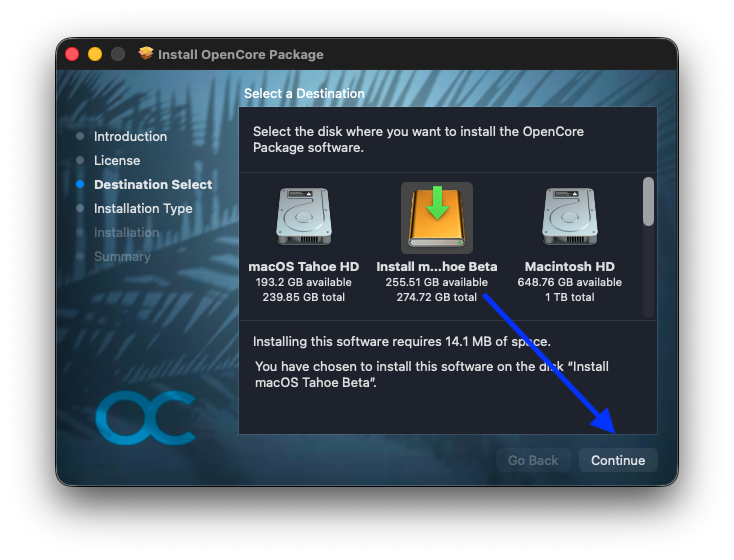 Install OpenCore Package
Select a Destination
Introduction
License
Destination Select
Installation Type
Installation
Summary
Select the disk where you want to install the OpenCore
Package software.
macOS Tahoe HD
193.2 GB available
239.85 GB total
Install m...hoe Beta
255.51 GB available
274.72 GB total
Macintosh HD
648.76 GB available
1 TB total
Installing this software requires 14.1 MB of space.
You have chosen to install this software on the disk “Install
macOS Tahoe Beta”.
OC
Go Back
Continue